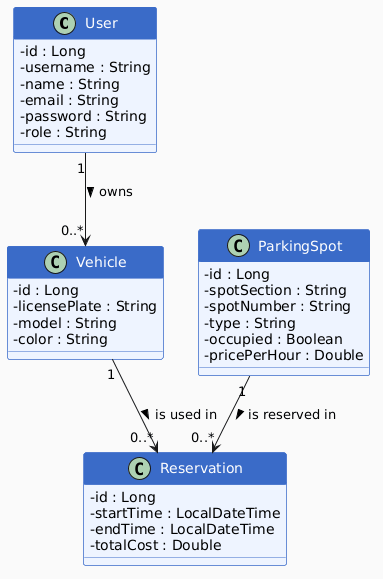 C User
-id : Long
-username : String
-name : String
-email : String
-password : String
-role : String
1
owns
0..*
C Vehicle
-id : Long
-licensePlate : String
-model : String
-color : String
C ParkingSpot
-id : Long
-spotSection : String
-spotNumber : String
-type : String
-occupied : Boolean
-pricePerHour : Double
1
is used in
0..*
1
is reserved in
0..*
C Reservation
-id : Long
-startTime : LocalDateTime
-endTime : LocalDateTime
-totalCost : Double